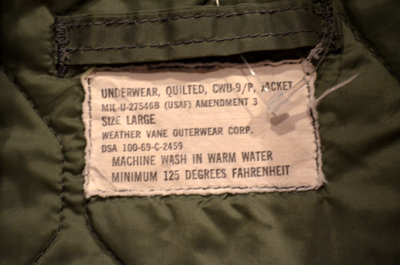 UNDERWEAR, QUILTED, CWU-9/P, JACKET
MIL-U-27546B (USAF) AMENDMENT 3
SIZE LARGE
WEATHER VANE OUTERWEAR CORP.
DSA 100-69-C-2459
MACHINE WASH IN WARM WATER
MINIMUM 125 DEGREES FAHRENHEIT